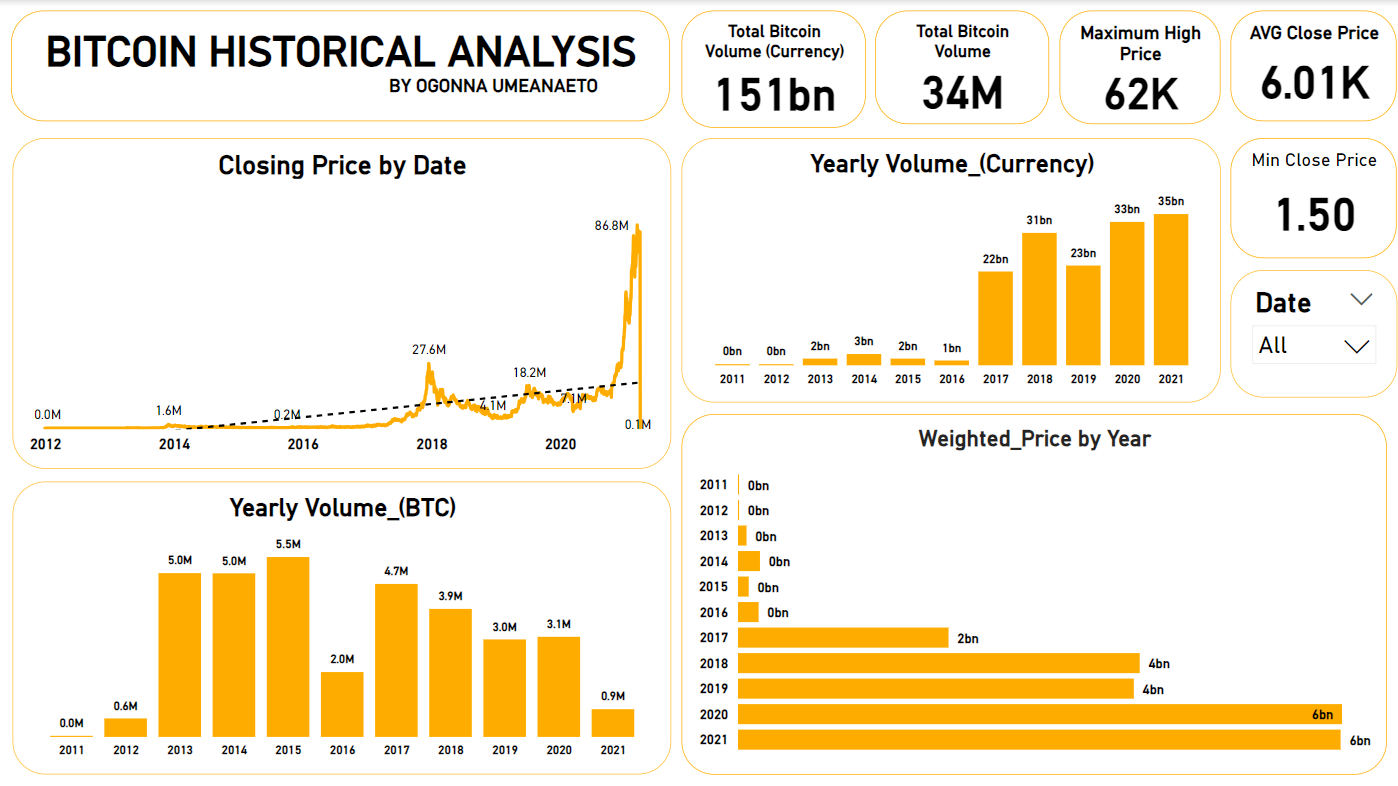 BITCOIN HISTORICAL ANALYSIS
BY OGONNA UMEANAETO
Total Bitcoin
Volume (Currency)
151bn
Total Bitcoin
Volume
34M
Maximum High
Price
62K
AVG Close Price
6.01K
Closing Price by Date
86.8M
27.6M
18.2M
0.0M
1.6M
0.2M
4.1M
7.1M
0.1M
2012 2014 2016 2018 2020
Yearly Volume_(Currency)
0bn 0bn 2bn 3bn 2bn 1bn 22bn 31bn 23bn 33bn 35bn
2011 2012 2013 2014 2015 2016 2017 2018 2019 2020 2021
Min Close Price
1.50
Date
All
Yearly Volume_(BTC)
0.0M 0.6M 5.0M 5.0M 5.5M 2.0M 4.7M 3.9M 3.0M 3.1M 0.9M
2011 2012 2013 2014 2015 2016 2017 2018 2019 2020 2021
Weighted_Price by Year
2011 0bn
2012 0bn
2013 0bn
2014 0bn
2015 0bn
2016 0bn
2017 2bn
2018 4bn
2019 4bn
2020 6bn
2021 6bn